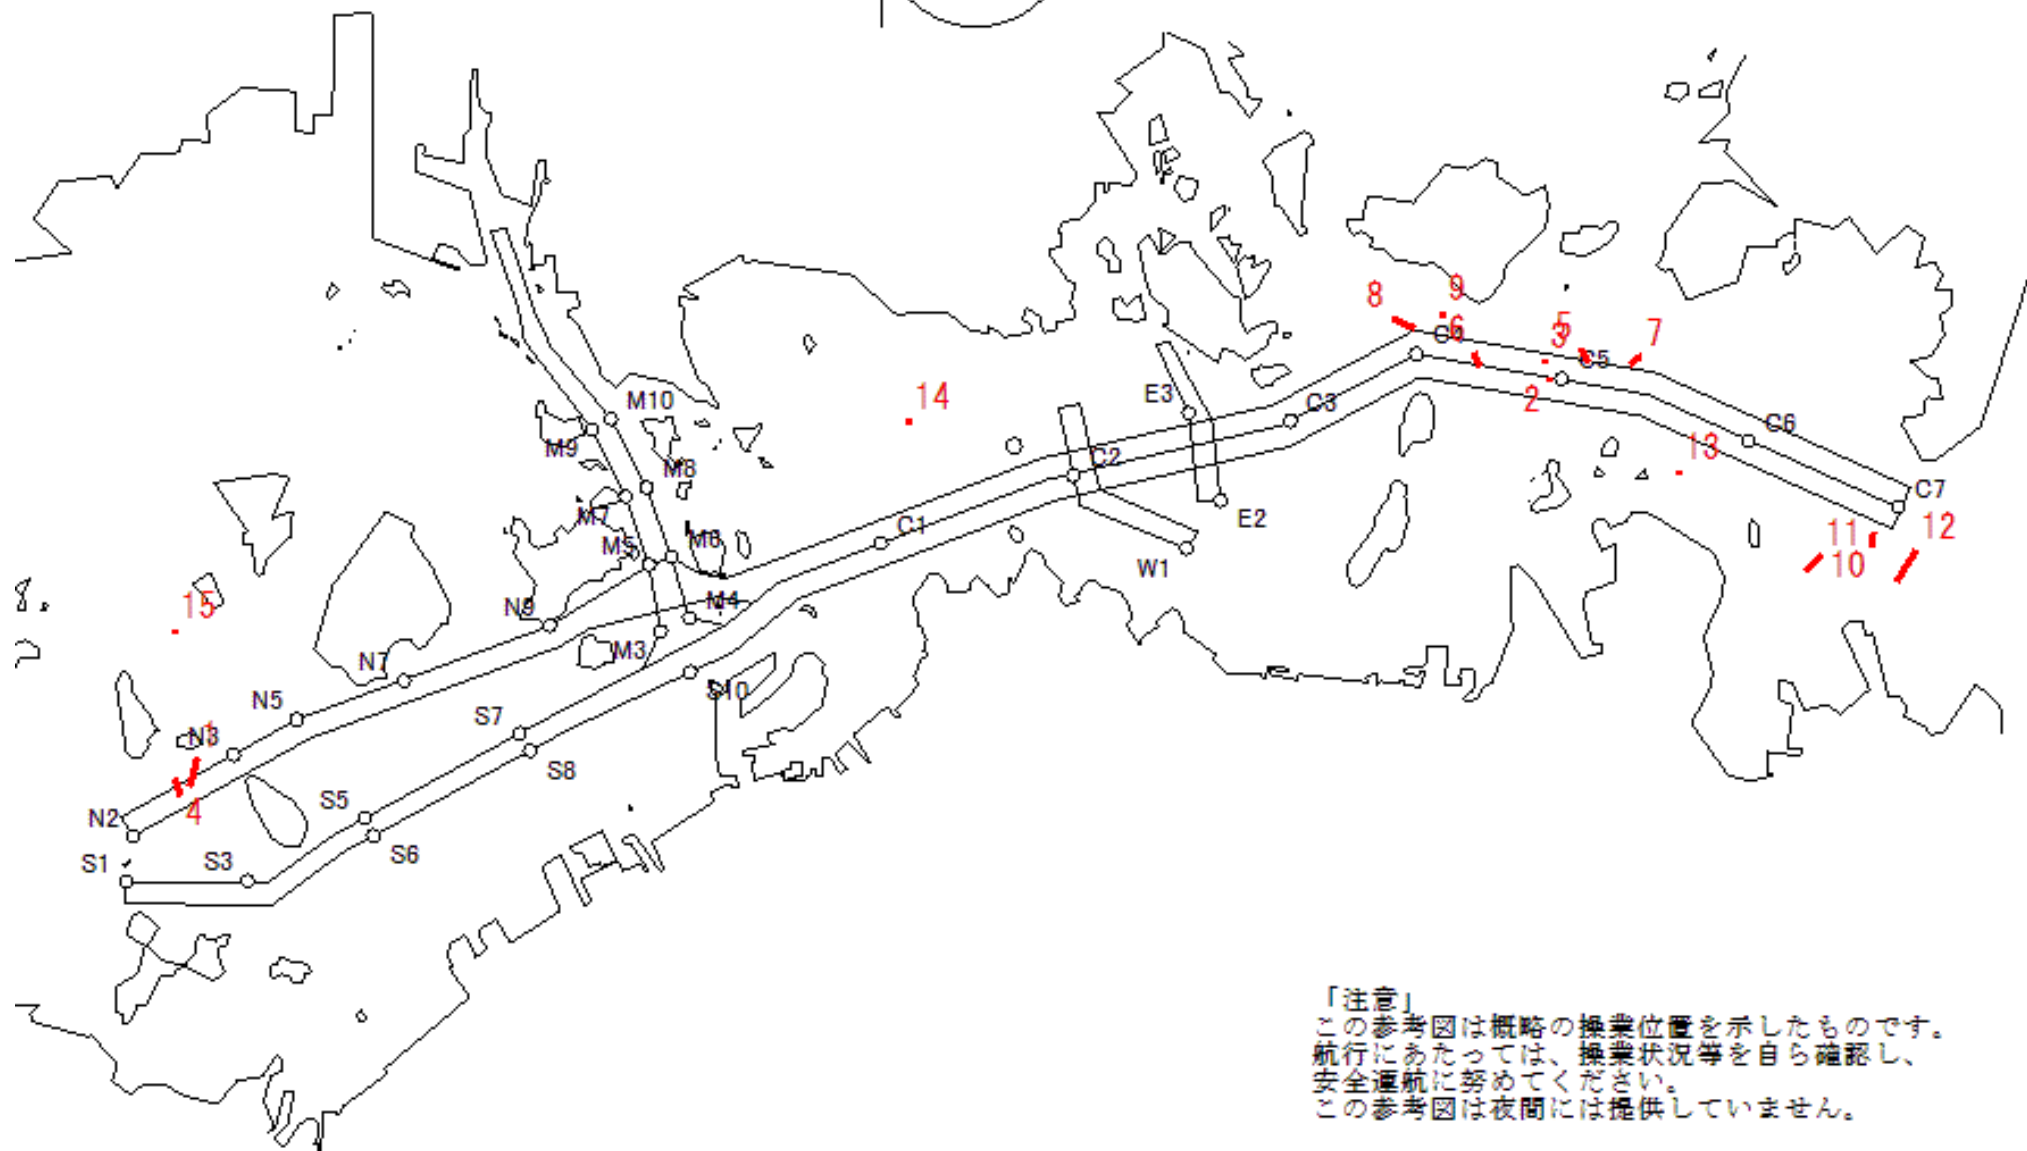 8
9
6
C4
3
5
7
C5
2
14
M10
E3
C3
C6
M9
M8
C2
13
M7
E2
C1
C7
M5
M6
W1
11
12
10
15
N9
M4
M3
N7
S10
N5
S7
N3
1
S8
N2
4
S5
S1
S3
S6
「注意」
この参考図は概略の操業位置を示したものです。
航行にあたっては、操業状況等を自ら確認し、
安全運航に努めてください。
この参考図は夜間には提供していません。